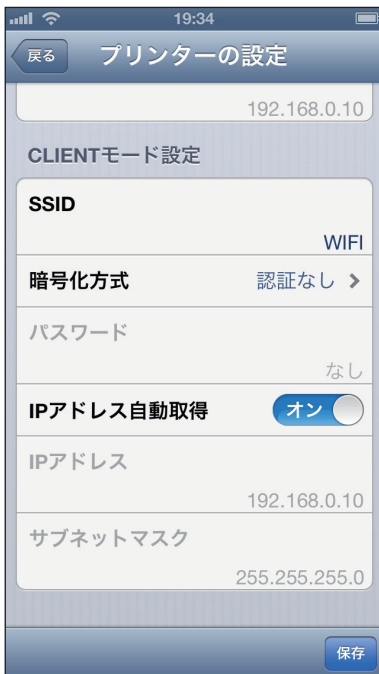 19:34
戻る
プリンターの設定
192.168.0.10
CLIENTモード設定
SSID
WIFI
暗号化方式
認証なし
パスワード
なし
IPアドレス自動取得
オン
IPアドレス
192.168.0.10
サブネットマスク
255.255.255.0
保存